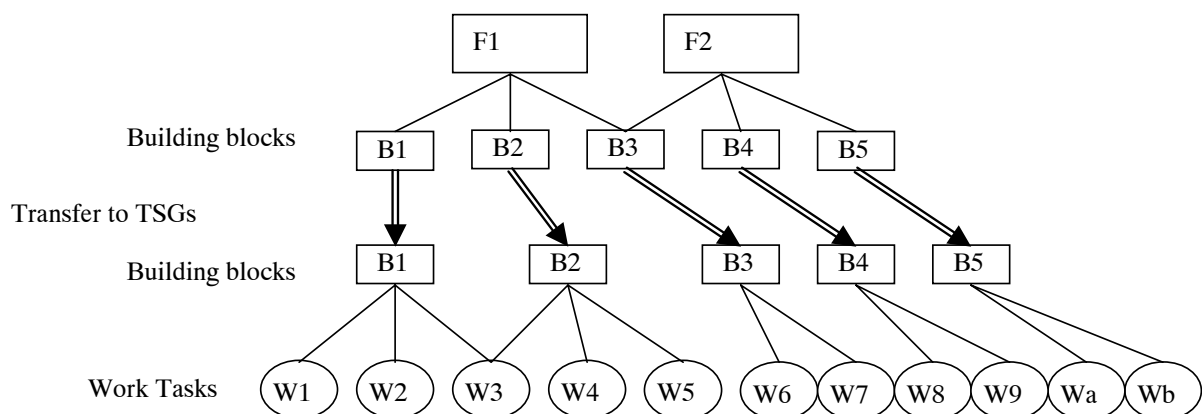 F1 F2
Building blocks B1 B2 B3 B4 B5
Transfer to TSGs
Building blocks B1 B2 B3 B4 B5
Work Tasks W1 W2 W3 W4 W5 W6 W7 W8 W9 Wa Wb